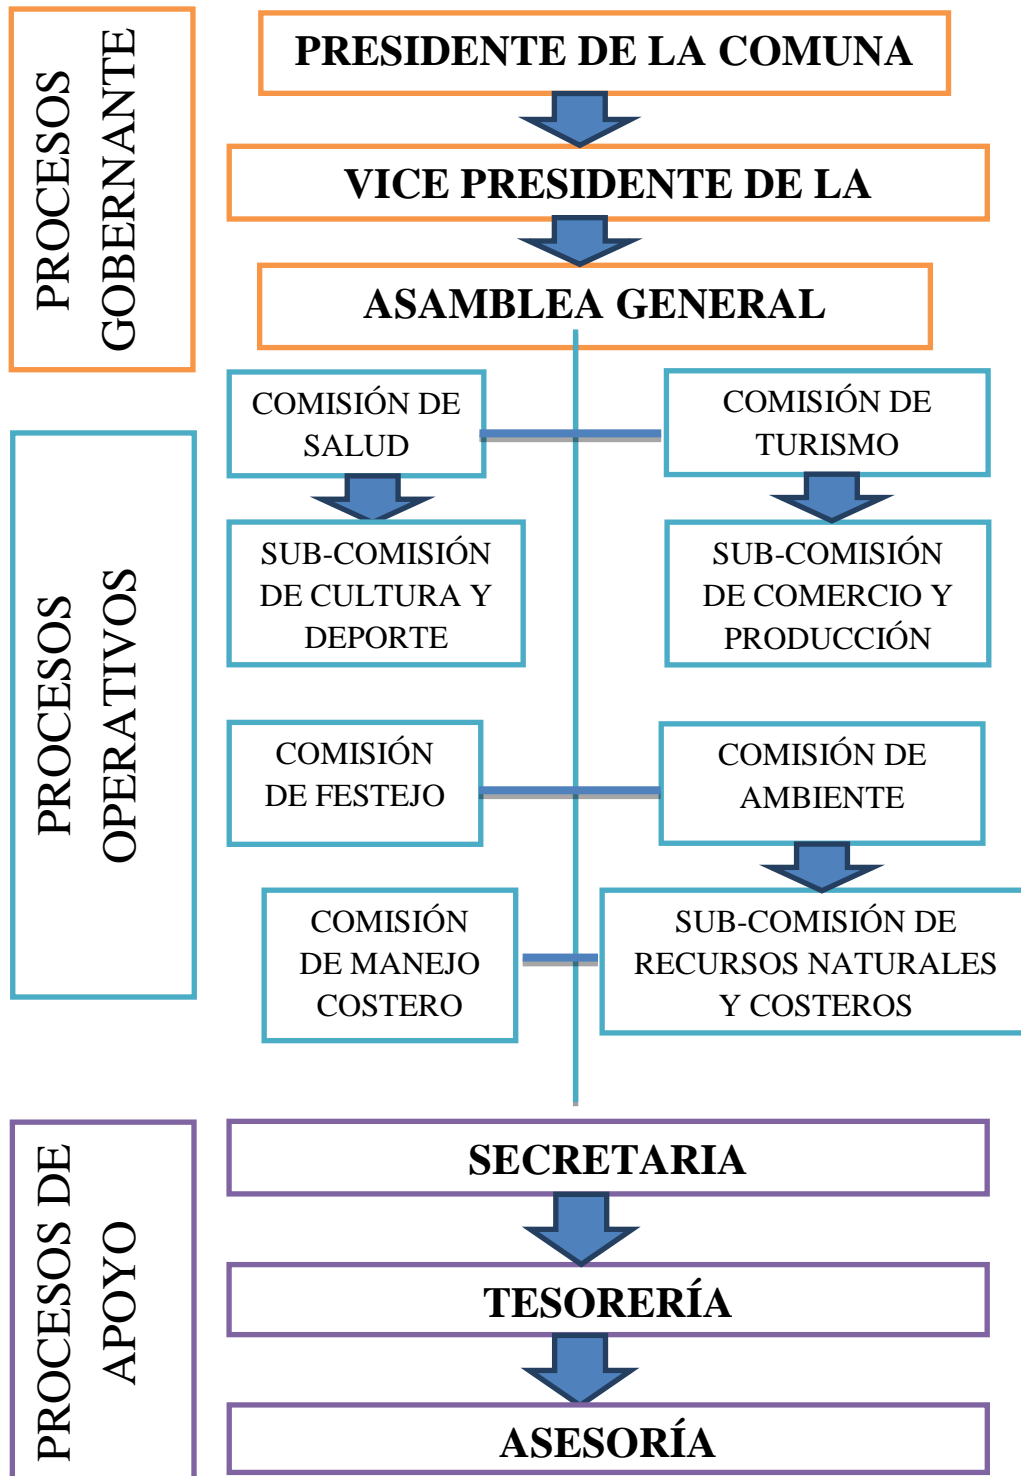 PROCESOS
GOBERNANTE
PRESIDENTE DE LA COMUNA
VICE PRESIDENTE DE LA
ASAMBLEA GENERAL
PROCESOS
OPERATIVOS
COMISIÓN DE
SALUD
COMISIÓN DE
TURISMO
SUB-COMISIÓN
DE CULTURA Y
DEPORTE
SUB-COMISIÓN
DE COMERCIO Y
PRODUCCIÓN
COMISIÓN
DE FESTEJO
COMISIÓN DE
AMBIENTE
COMISIÓN
DE MANEJO
COSTERO
SUB-COMISIÓN DE
RECURSOS NATURALES
Y COSTEROS
PROCESOS DE
APOYO
SECRETARIA
TESORERÍA
ASESORÍA